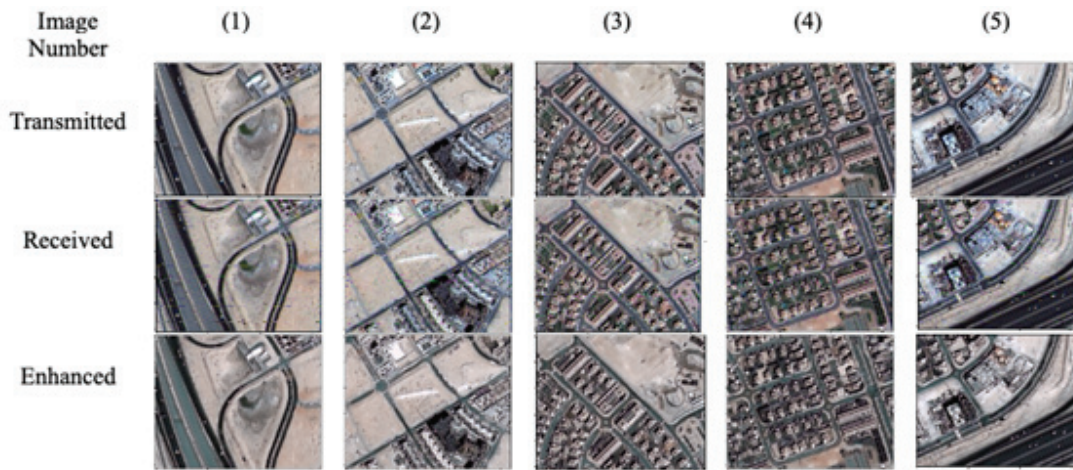 Image (1) (2) (3) (4) (5)
Number
Transmitted
Received
Enhanced